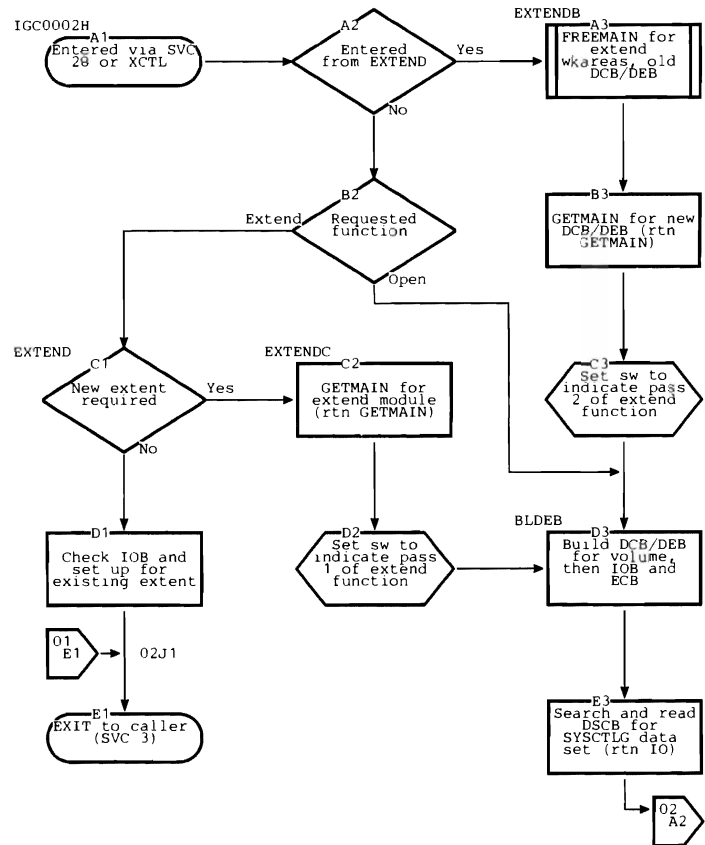 IGC0002H
A1
Entered via SVC
28 or XCTL
A2
Entered
from EXTEND
Yes
No
EXTENDB
A3
FREEMAIN for
extend
wkareas, old
DCB/DEB
B2
Requested
function
Extend
Open
B3
GETMAIN for new
DCB/DEB (rtn
GETMAIN)
EXTEND
C1
New extent
required
Yes
No
EXTENDC
C2
GETMAIN for
extend module
(rtn GETMAIN)
C3
Set sw to
indicate pass
2 of extend
function
D1
Check IOB and
set up for
existing extent
D2
Set sw to
indicate pass
1 of extend
function
BLDEB
D3
Build DCB/DEB
for volume,
then IOB and
ECB
01
E1
02J1
E1
EXIT to caller
(SVC 3)
E3
Search and read
DSCB for
SYSCTLG data
set (rtn IO)
02
A2